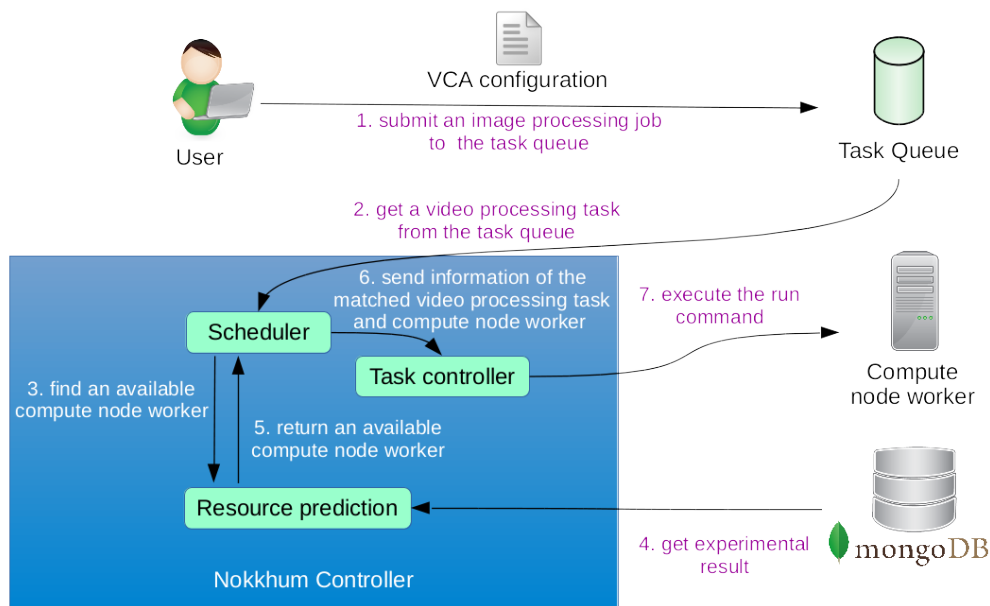 VCA configuration
1. submit an image processing job
to the task queue
User
Task Queue
2. get a video processing task
from the task queue
6. send information of the
matched video processing task
and compute node worker
7. execute the run
command
Scheduler
Task controller
Compute
node worker
3. find an available
compute node worker
5. return an available
compute node worker
Resource prediction
4. get experimental
result
mongoDB
Nokkhum Controller